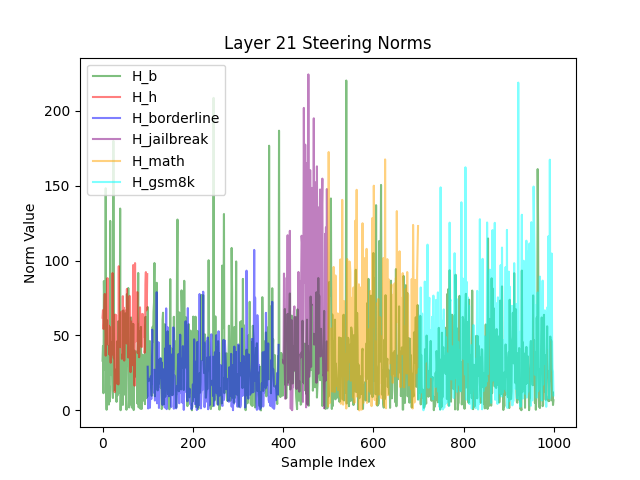 Layer 21 Steering Norms
H_b
H_h
H_borderline
H_jailbreak
H_math
H_gsm8k
Norm Value
200
150
100
50
0
0 200 400 600 800 1000
Sample Index